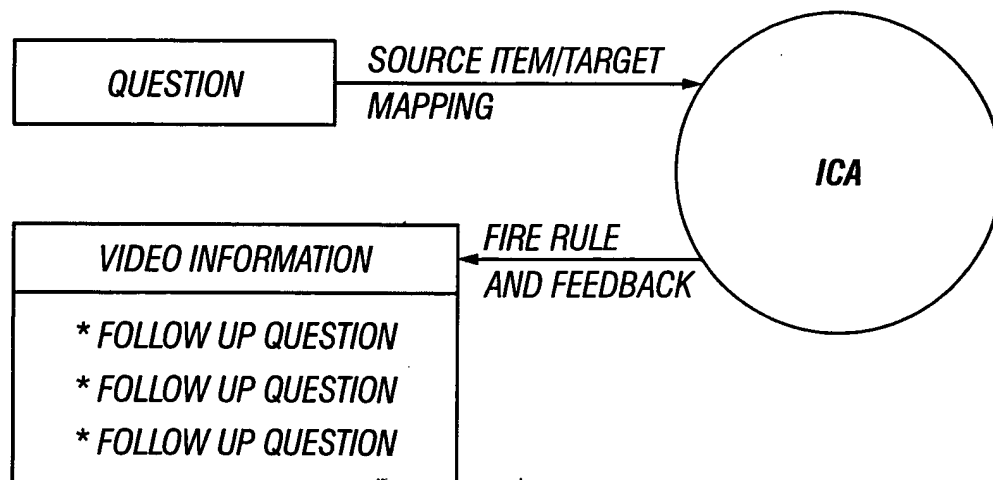 QUESTION
SOURCE ITEM/TARGET
MAPPING
ICA
VIDEO INFORMATION
FIRE RULE
AND FEEDBACK
* FOLLOW UP QUESTION
* FOLLOW UP QUESTION
* FOLLOW UP QUESTION